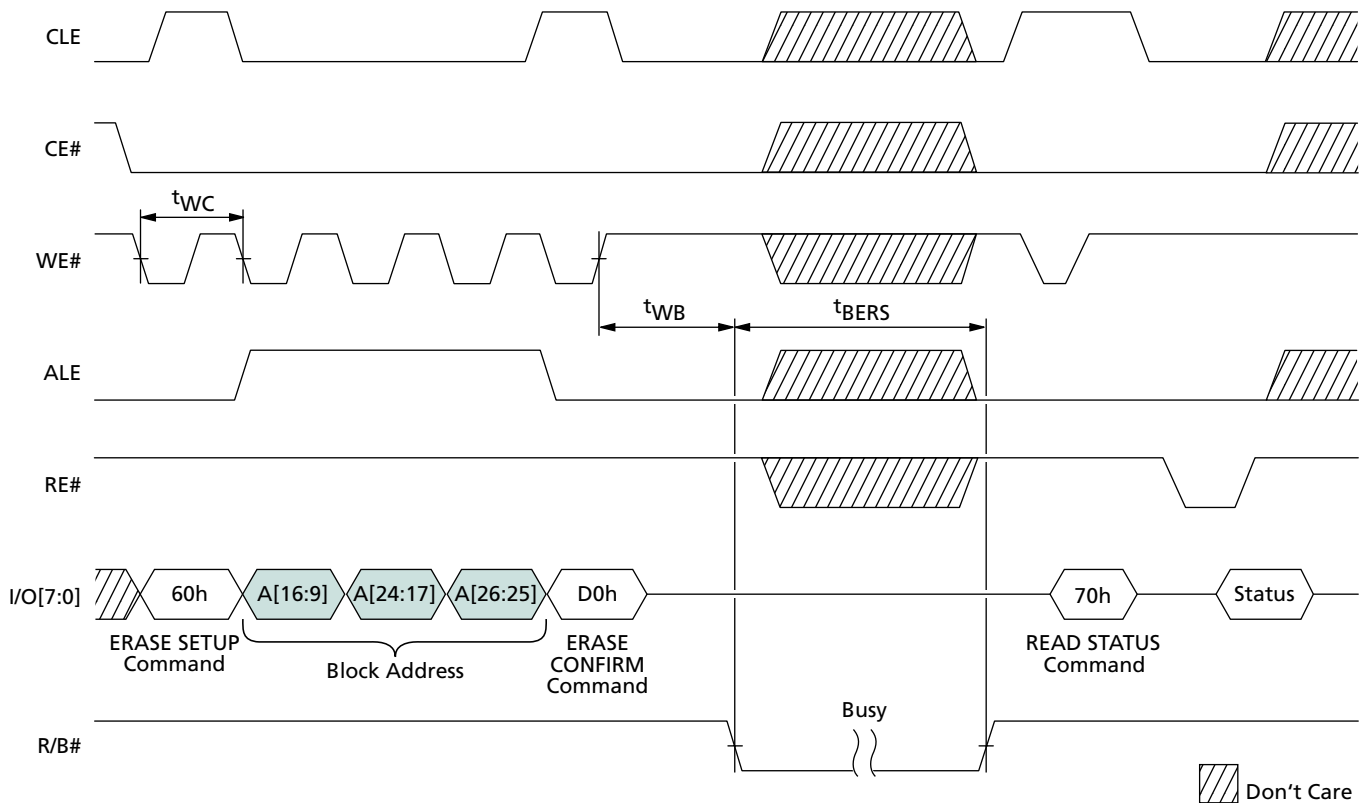 CLE
CE#
tWC
WE#
tWB
tBERS
ALE
RE#
I/O[7:0]
60h
A[16:9]
A[24:17]
A[26:25]
D0h
70h
Status
ERASE SETUP
Command
Block Address
ERASE
CONFIRM
Command
READ STATUS
Command
Busy
R/B#
Don't Care